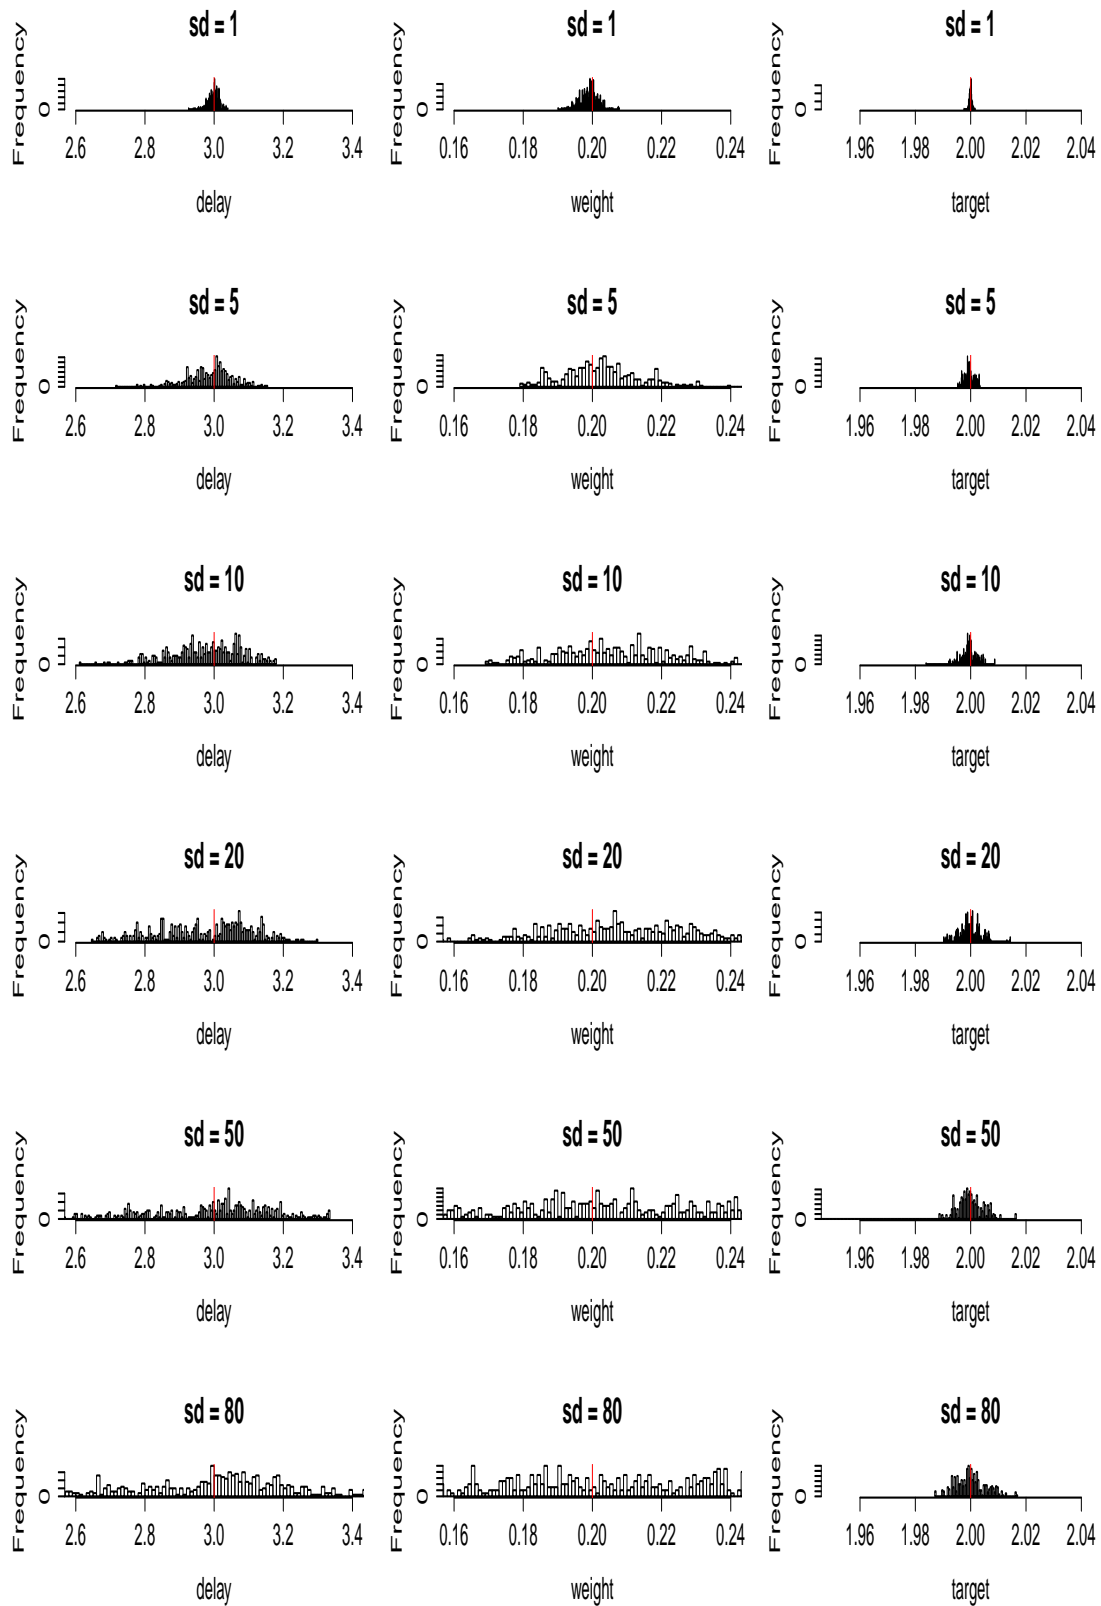 sd = 1 sd = 1 sd = 1
Frequency 0 Frequency 0 Frequency 0
2.6 2.8 3.0 3.2 3.4 0.16 0.18 0.20 0.22 0.24 1.96 1.98 2.00 2.02 2.04
delay weight target
sd = 5 sd = 5 sd = 5
Frequency 0 Frequency 0 Frequency 0
2.6 2.8 3.0 3.2 3.4 0.16 0.18 0.20 0.22 0.24 1.96 1.98 2.00 2.02 2.04
delay weight target
sd = 10 sd = 10 sd = 10
Frequency 0 Frequency 0 Frequency 0
2.6 2.8 3.0 3.2 3.4 0.16 0.18 0.20 0.22 0.24 1.96 1.98 2.00 2.02 2.04
delay weight target
sd = 20 sd = 20 sd = 20
Frequency 0 Frequency 0 Frequency 0
2.6 2.8 3.0 3.2 3.4 0.16 0.18 0.20 0.22 0.24 1.96 1.98 2.00 2.02 2.04
delay weight target
sd = 50 sd = 50 sd = 50
Frequency 0 Frequency 0 Frequency 0
2.6 2.8 3.0 3.2 3.4 0.16 0.18 0.20 0.22 0.24 1.96 1.98 2.00 2.02 2.04
delay weight target
sd = 80 sd = 80 sd = 80
Frequency 0 Frequency 0 Frequency 0
2.6 2.8 3.0 3.2 3.4 0.16 0.18 0.20 0.22 0.24 1.96 1.98 2.00 2.02 2.04
delay weight target